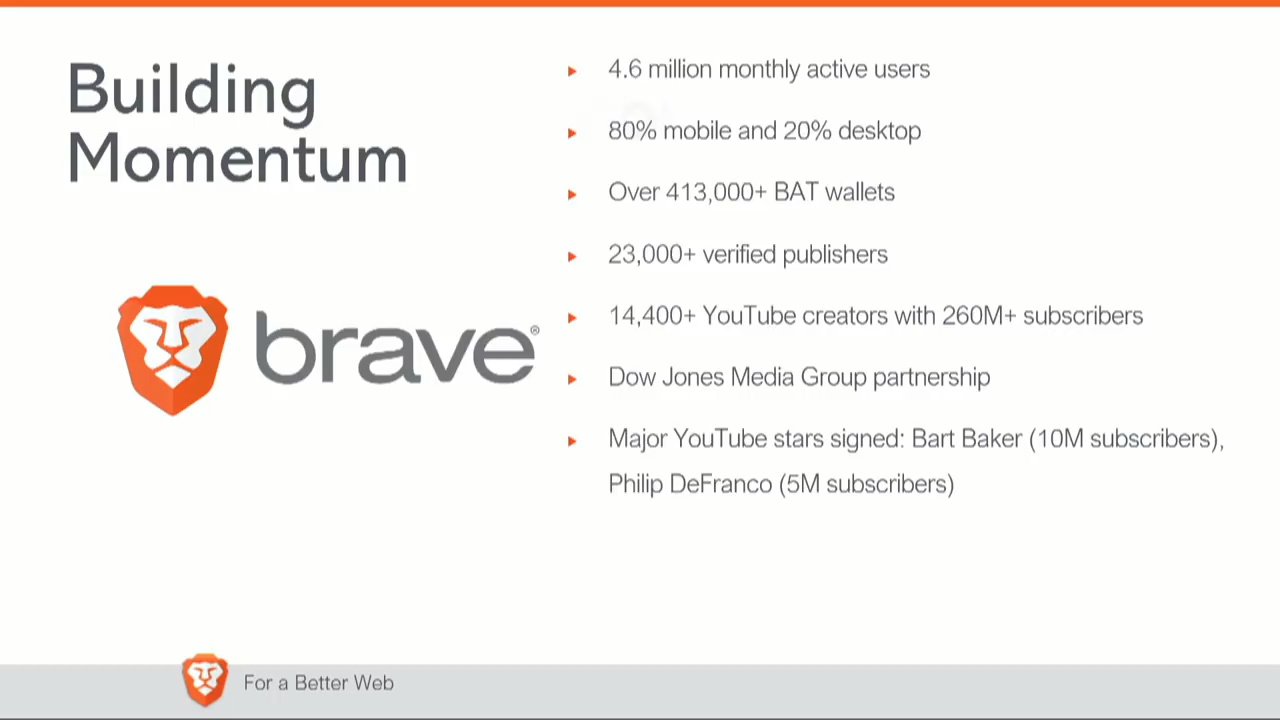 Building
Momentum
brave®
4.6 million monthly active users
80% mobile and 20% desktop
Over 413,000+ BAT wallets
23,000+ verified publishers
14,400+ YouTube creators with 260M+ subscribers
Dow Jones Media Group partnership
Major YouTube stars signed: Bart Baker (10M subscribers),
Philip DeFranco (5M subscribers)
For a Better Web